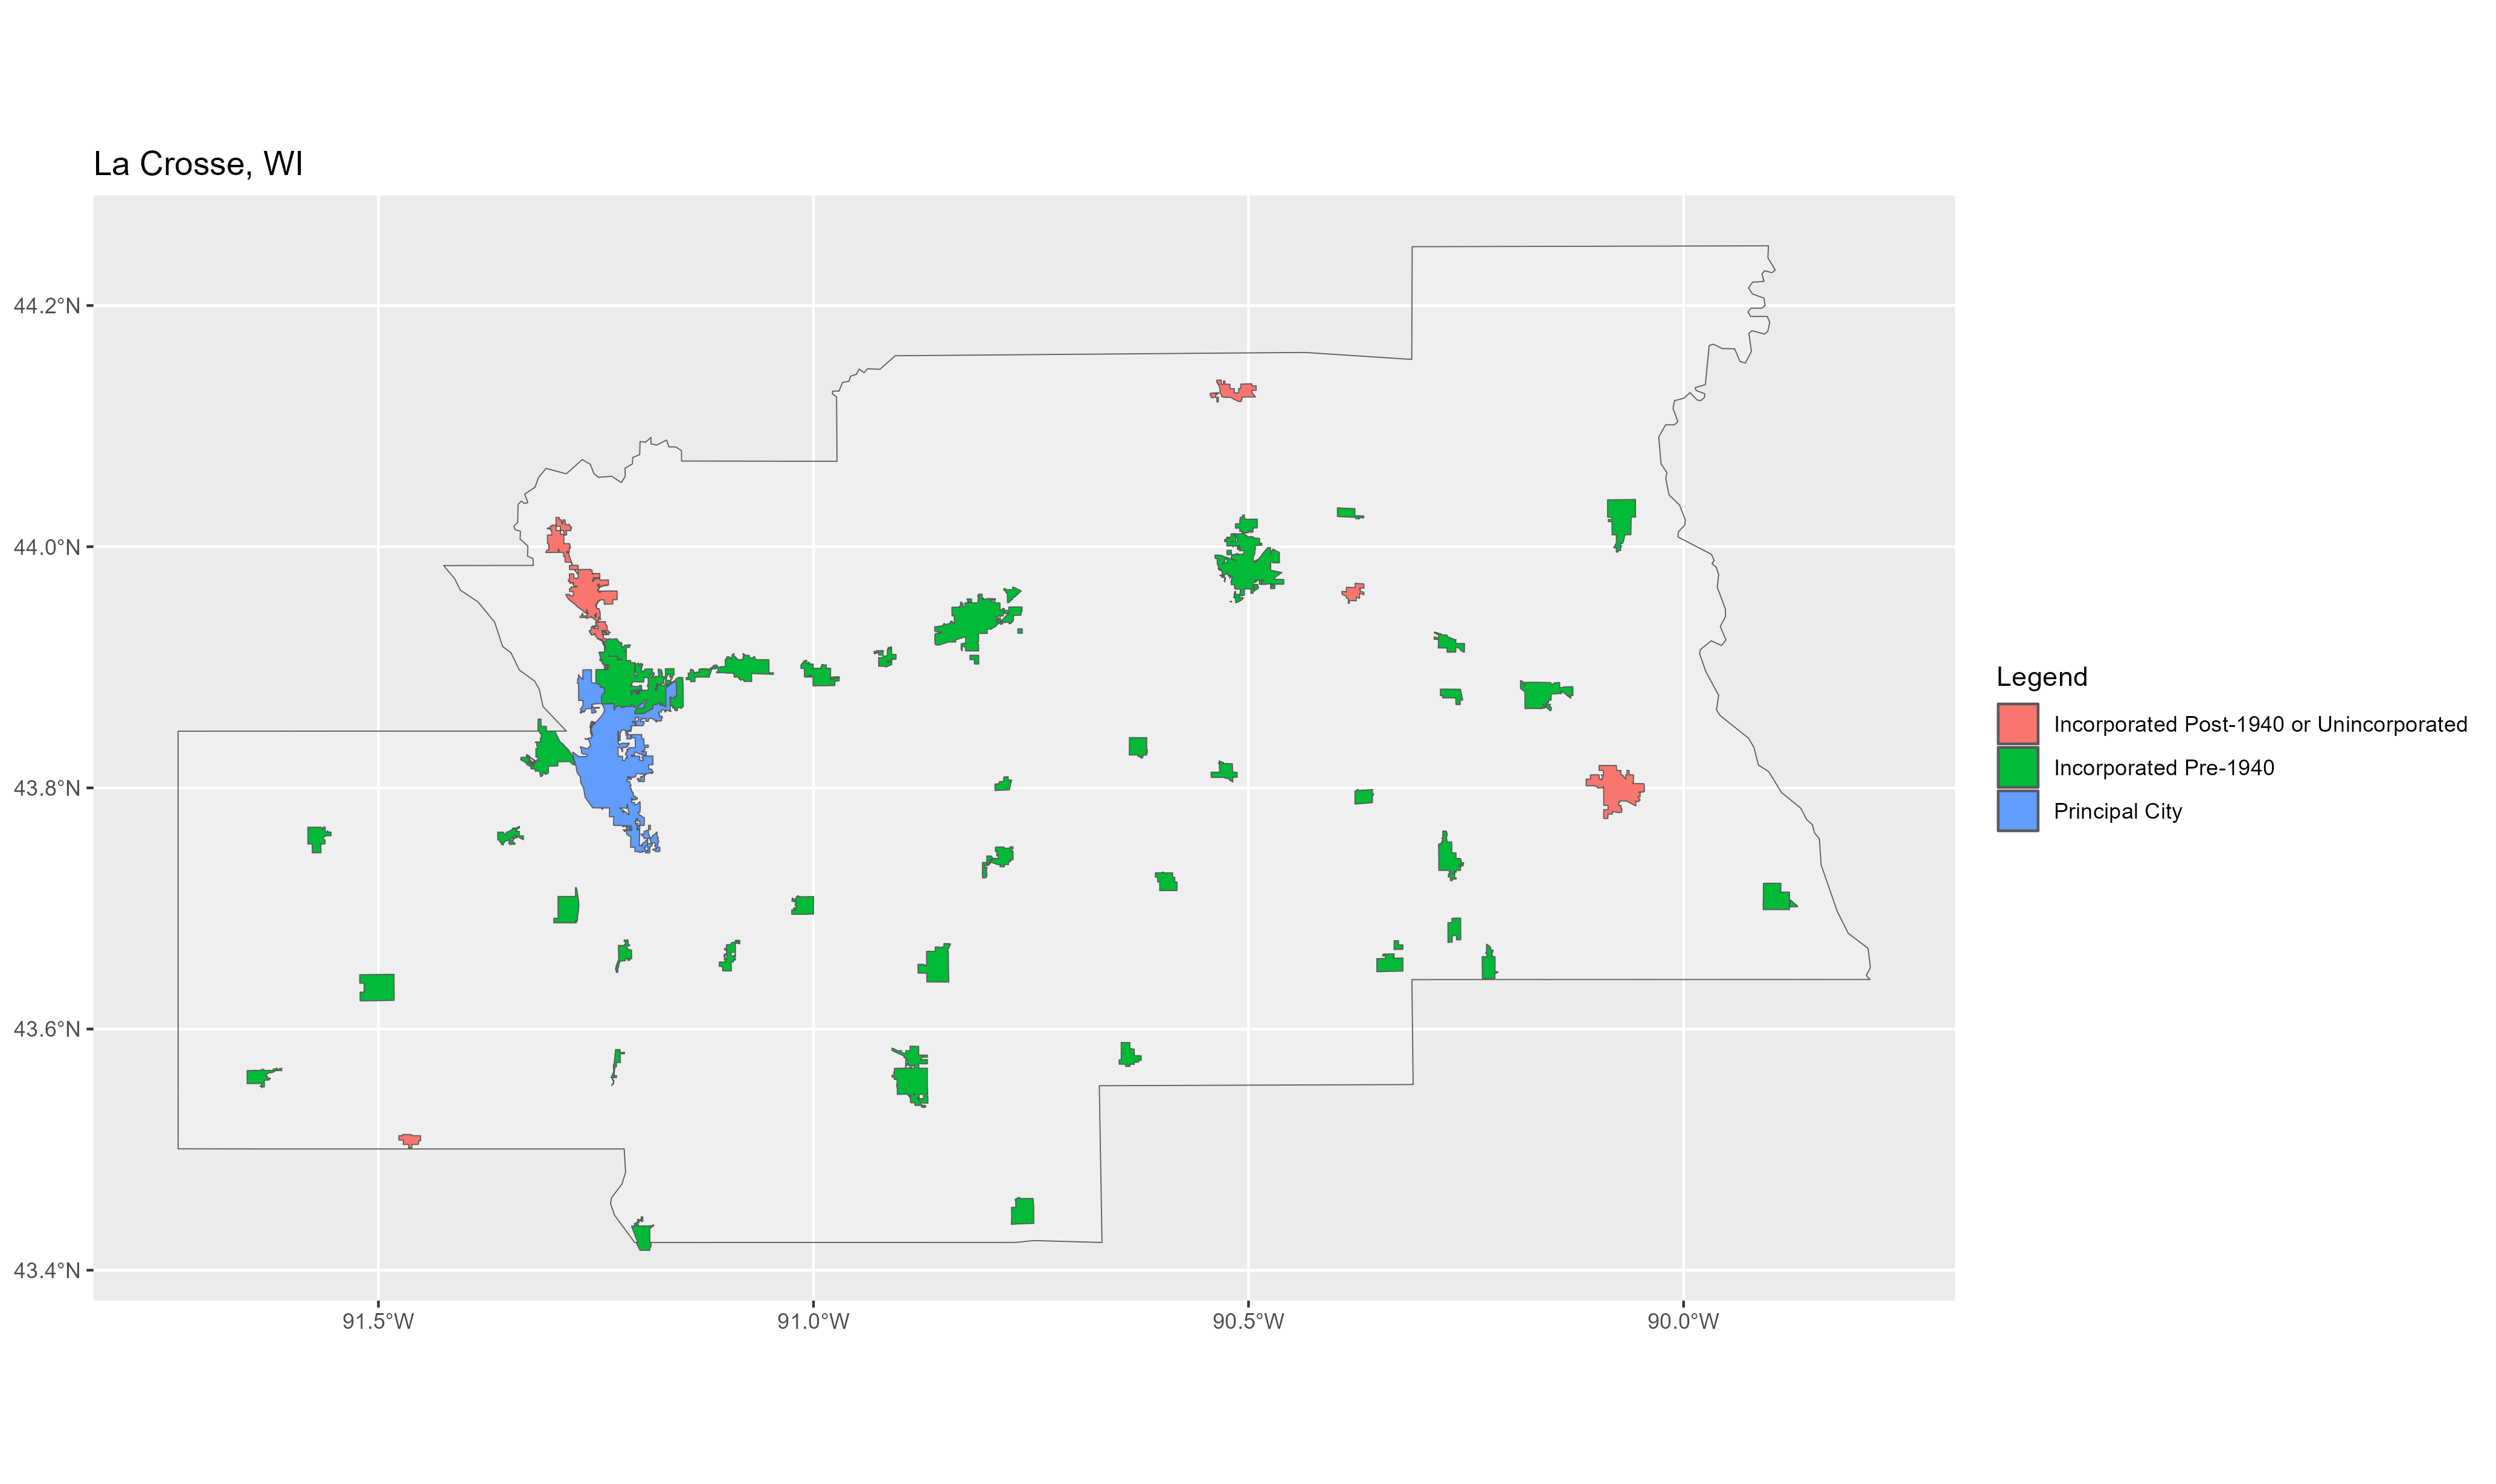 La Crosse, WI
44.2°N
44.0°N
43.8°N
43.6°N
43.4°N
91.5°W
91.0°W
90.5°W
90.0°W
Legend
Incorporated Post-1940 or Unincorporated
Incorporated Pre-1940
Principal City